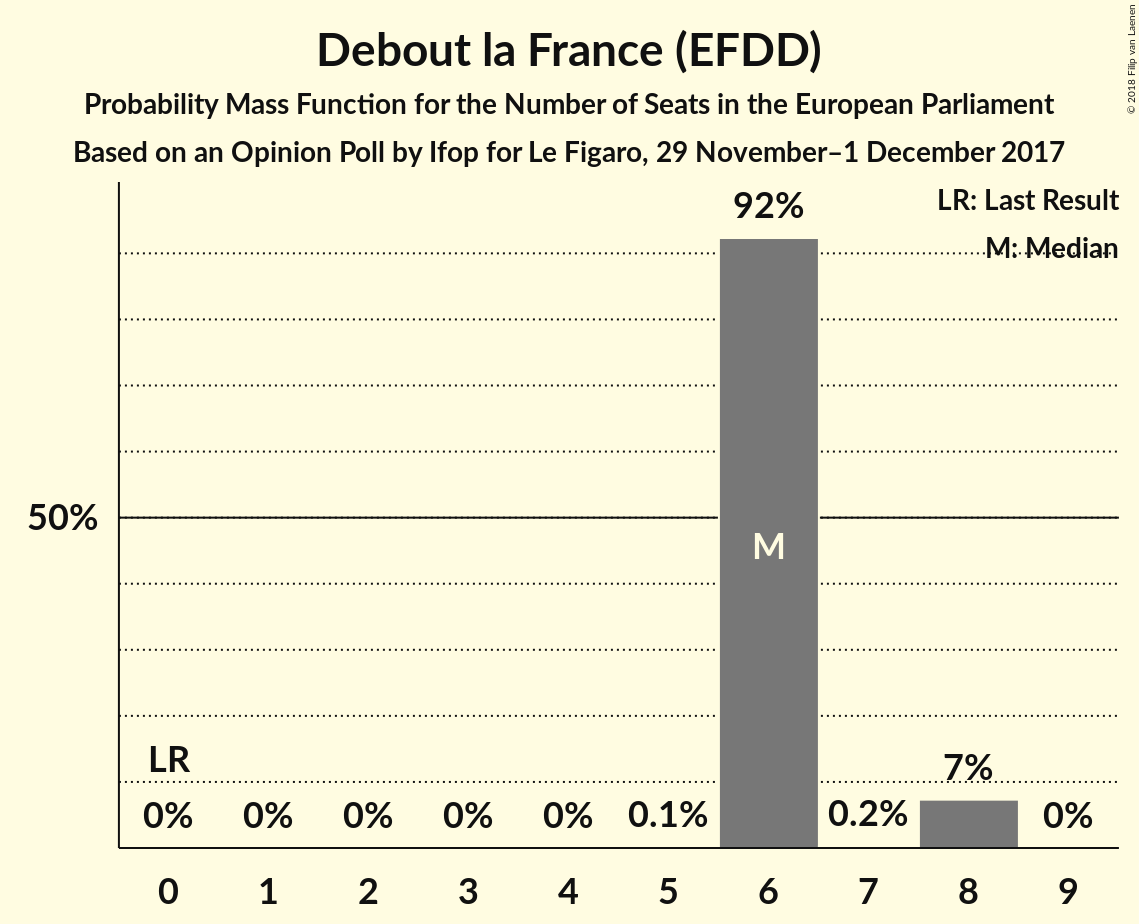 Debout la France (EFDD)
Probability Mass Function for the Number of Seats in the European Parliament
Based on an Opinion Poll by Ifop for Le Figaro, 29 November–1 December 2017
© 2018 Filip van Laenen
LR: Last Result
M: Median
92%
50%
M
LR
7%
0% 0% 0% 0% 0% 0.1% 0.2% 0%
0 1 2 3 4 5 6 7 8 9